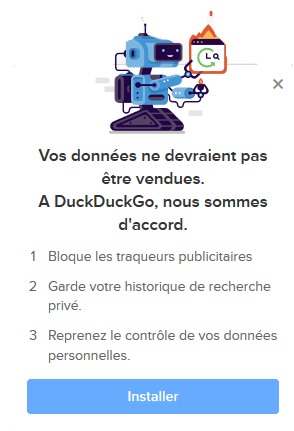 Vos données ne devraient pas
être vendues.
A DuckDuckGo, nous sommes
d'accord.
1 Bloque les traqueurs publicitaires
2 Garde votre historique de recherche
privé.
3 Reprenez le contrôle de vos données
personnelles.
Installer